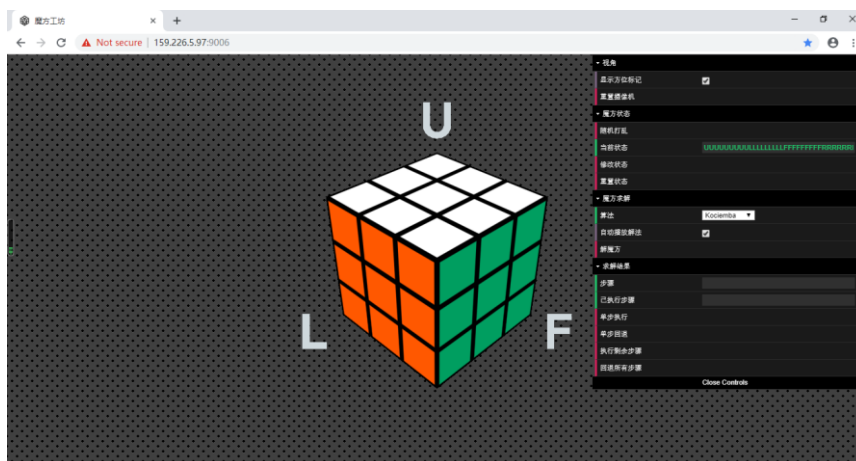 魔方工坊
Not secure
159.226.5.97:9006
视角
显示方位标记
重置摄像机
魔方状态
随机打乱
当前状态 UUUUUUUUULLLLLLLLLFFFFFFFFFRRRRRR
修改状态
重置状态
魔方求解
算法 Kociemba
自动播放解法
解魔方
求解结果
步骤
已执行步骤
单步执行
单步回退
执行剩余步骤
回退所有步骤
Close Controls
U
L
F